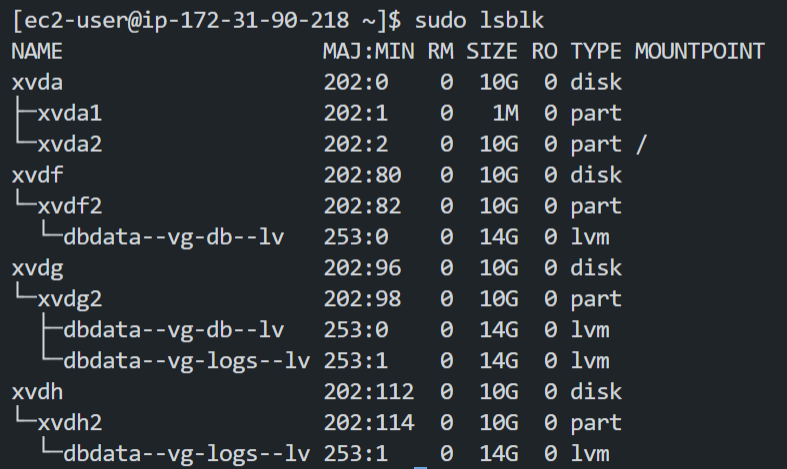 [ec2-user@ip-172-31-90-218 ~]$ sudo lsblk
NAME                    MAJ:MIN RM SIZE RO TYPE MOUNTPOINT
xvda                    202:0    0  10G  0 disk
├─xvda1                 202:1    0   1M  0 part
└─xvda2                 202:2    0  10G  0 part /
xvdf                    202:80   0  10G  0 disk
└─xvdf2                 202:82   0  10G  0 part
  └─dbdata--vg-db--lv   253:0    0  14G  0 lvm
xvdg                    202:96   0  10G  0 disk
└─xvdg2                 202:98   0  10G  0 part
  ├─dbdata--vg-db--lv   253:0    0  14G  0 lvm
  └─dbdata--vg-logs--lv 253:1    0  14G  0 lvm
xvdh                    202:112  0  10G  0 disk
└─xvdh2                 202:114  0  10G  0 part
  └─dbdata--vg-logs--lv 253:1    0  14G  0 lvm